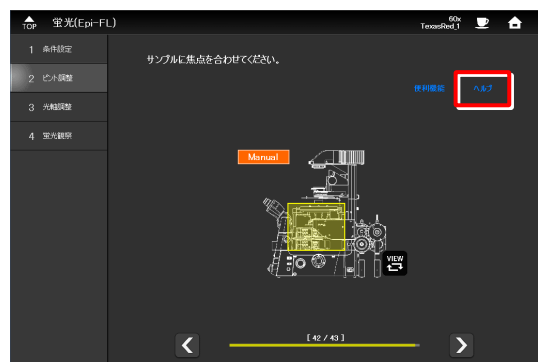 TOP
蛍光(Epi-FL)
60x
TexasRed_1
1 条件設定
2 ピント調整
3 光軸調整
4 蛍光観察
サンプルに焦点を合わせてください。
便利機能
ヘルプ
Manual
VIEW
[ 42 / 43 ]